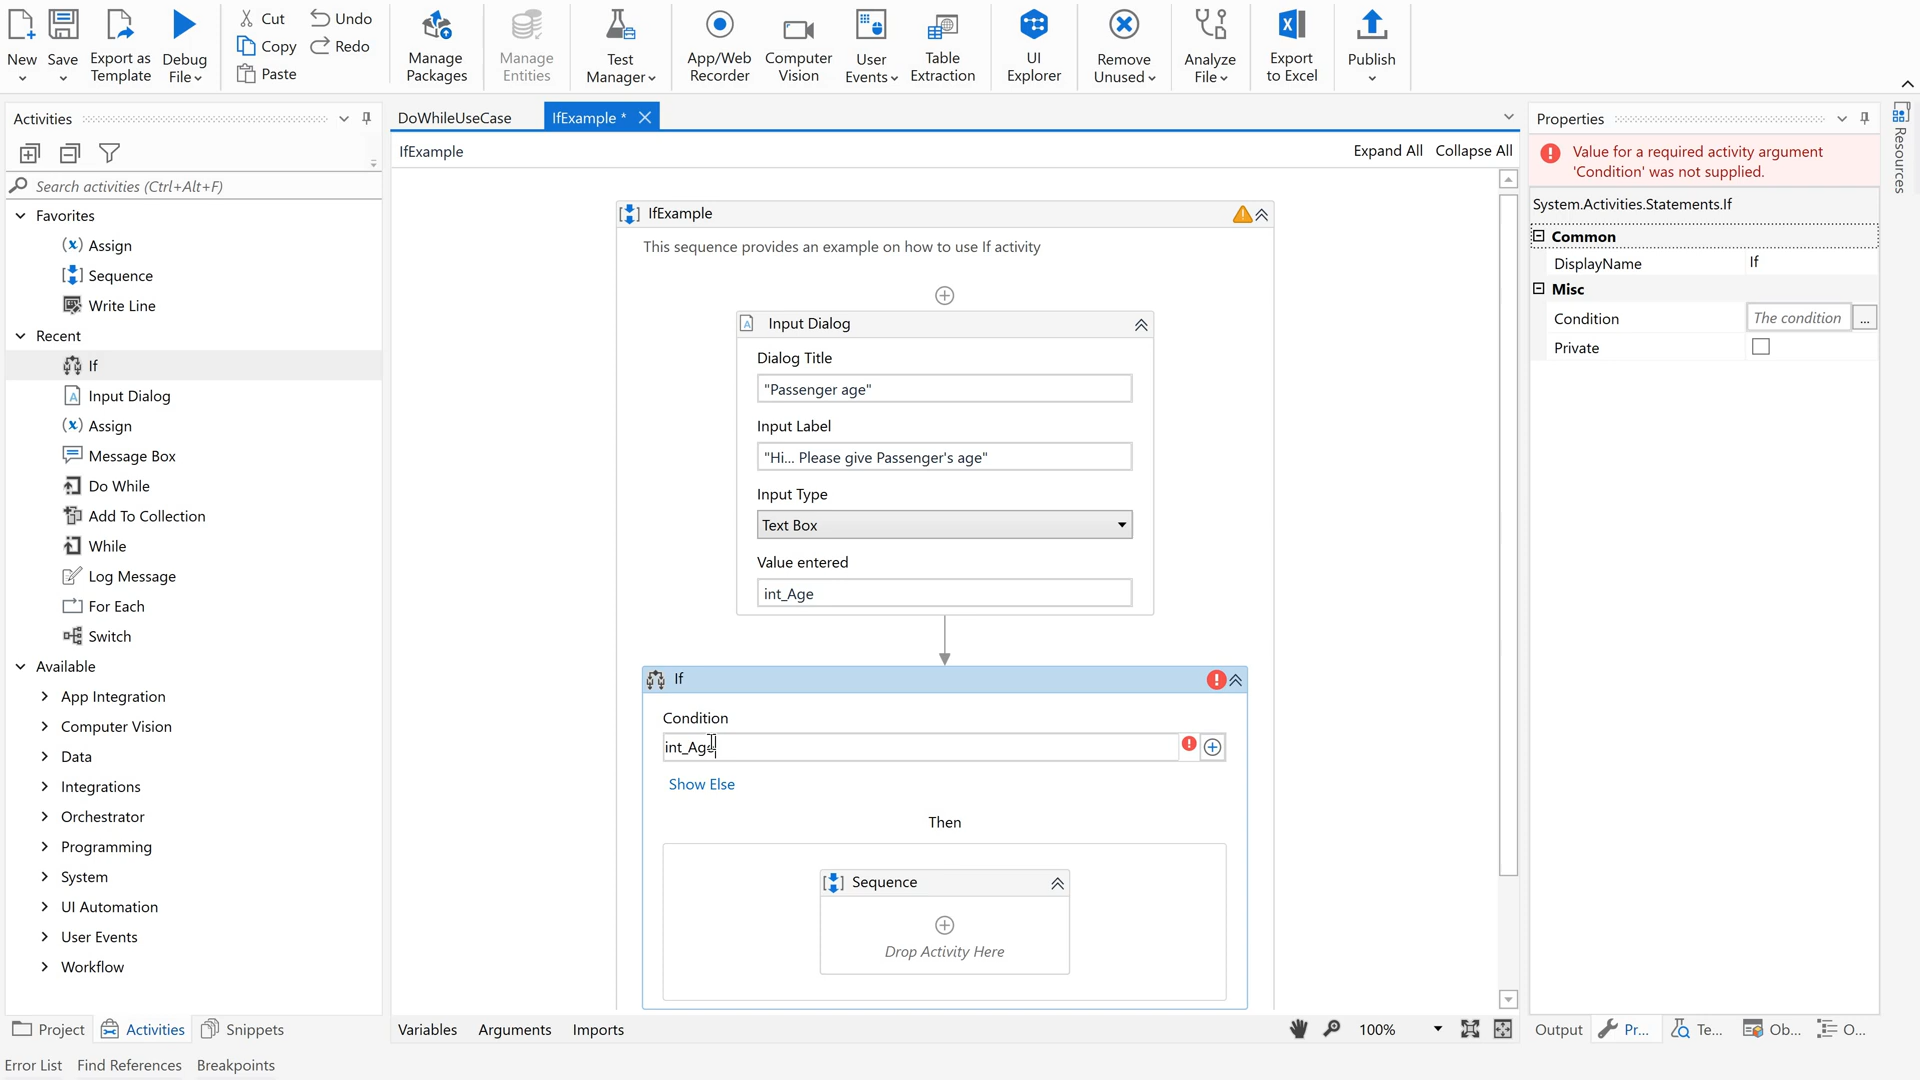 New
Save
Export as Template
Debug File
Cut
Copy
Paste
Undo
Redo
Manage Packages
Manage Entities
Test Manager
App/Web Recorder
Computer Vision
User Events
Table Extraction
UI Explorer
Remove Unused
Analyze File
Export to Excel
Publish
Activities
Search activities (Ctrl+Alt+F)
Favorites
Assign
Sequence
Write Line
Recent
If
Input Dialog
Assign
Message Box
Do While
Add To Collection
While
Log Message
For Each
Switch
Available
App Integration
Computer Vision
Data
Integrations
Orchestrator
Programming
System
UI Automation
User Events
Workflow
Project
Activities
Snippets
DoWhileUseCase
IfExample *
IfExample
Expand All
Collapse All
IfExample
This sequence provides an example on how to use If activity
Input Dialog
Dialog Title
"Passenger age"
Input Label
"Hi... Please give Passenger's age"
Input Type
Text Box
Value entered
int_Age
If
Condition
int_Age
Show Else
Then
Sequence
Drop Activity Here
Variables
Arguments
Imports
100%
Properties
Value for a required activity argument
'Condition' was not supplied.
System.Activities.Statements.If
Common
DisplayName
If
Misc
Condition
The condition
...
Private
Resources
Output
Pr...
Te...
Ob...
O...
Error List
Find References
Breakpoints